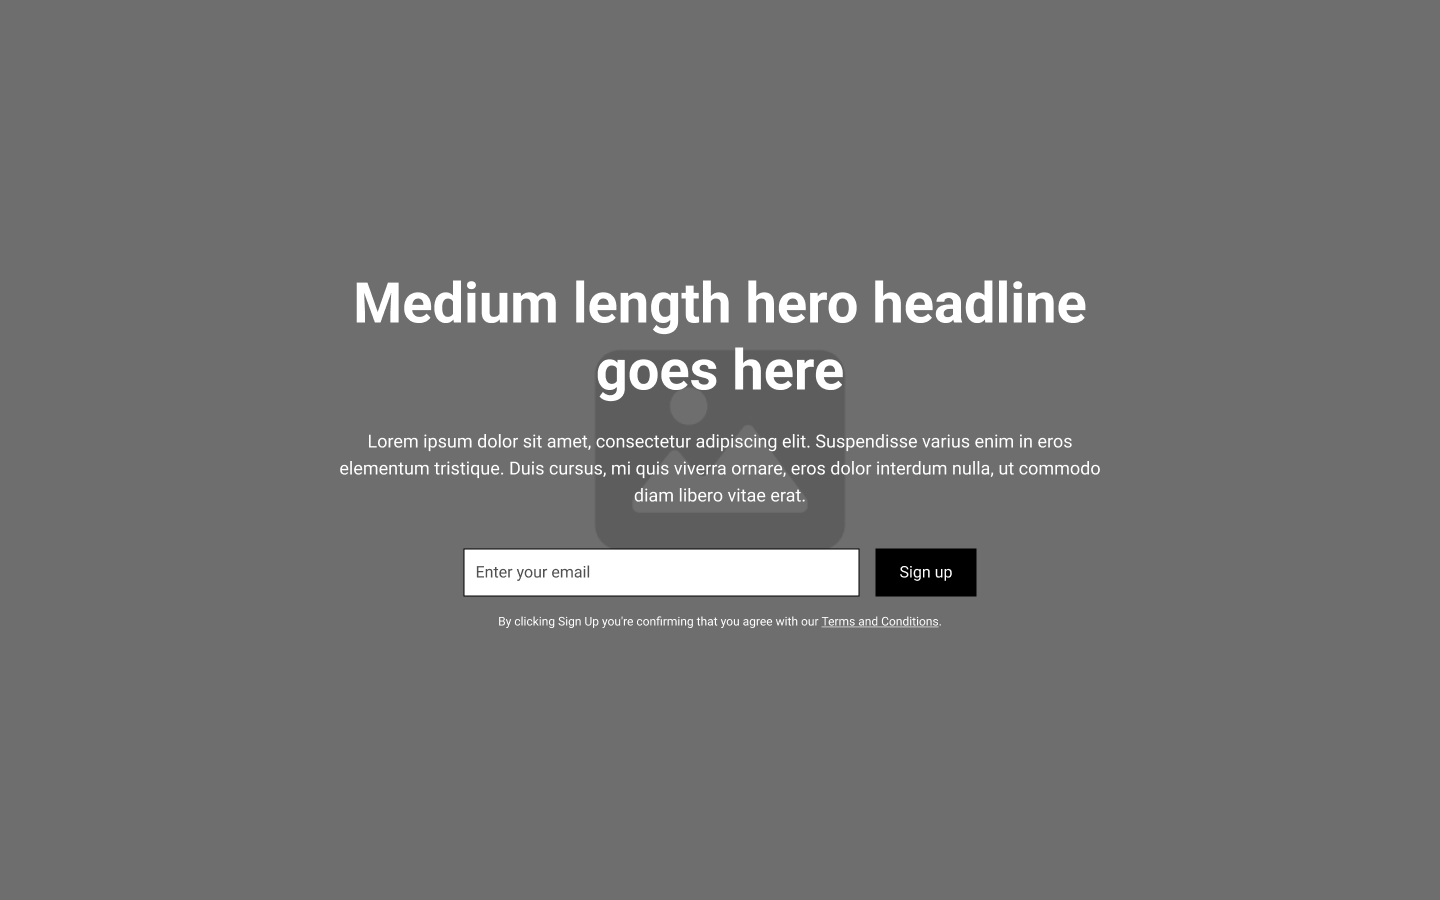 Medium length hero headline
goes here
Lorem ipsum dolor sit amet, consectetur adipiscing elit. Suspendisse varius enim in eros
elementum tristique. Duis cursus, mi quis viverra ornare, eros dolor interdum nulla, ut commodo
diam libero vitae erat.
Enter your email
Sign up
By clicking Sign Up you're confirming that you agree with our Terms and Conditions.